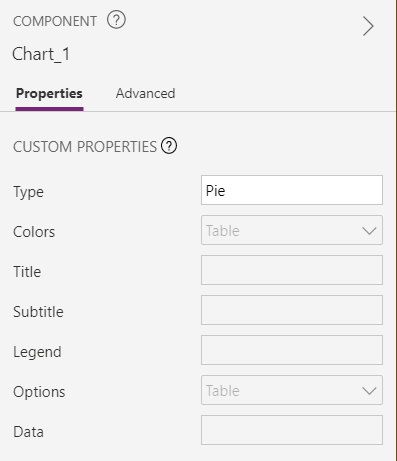 COMPONENT ?
Chart_1
Properties Advanced
CUSTOM PROPERTIES ?
Type Pie
Colors Table
Title
Subtitle
Legend
Options Table
Data